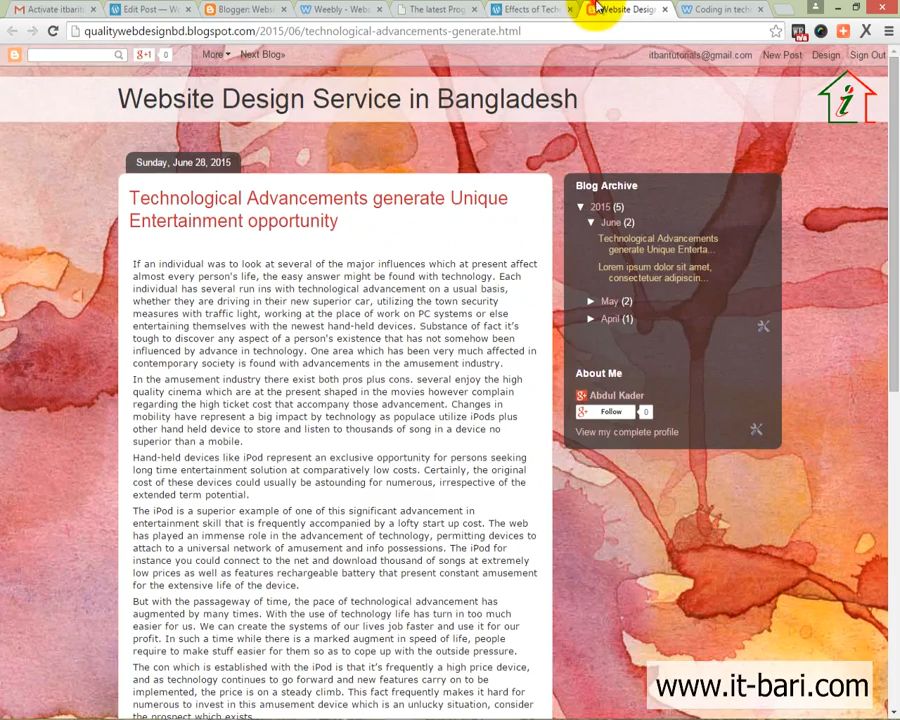 Activate itbarit
Edit Post — Wo
Blogger: Websi
Weebly - Webs
The latest Prog
Effects of Tech
Website Desig
Coding in tech
qualitywebdesignbd.blogspot.com/2015/06/technological-advancements-generate.html
+1 0 More Next Blog» itbaritutorials@gmail.com New Post Design Sign Out
Website Design Service in Bangladesh
i
Sunday, June 28, 2015
Technological Advancements generate Unique
Entertainment opportunity
If an individual was to look at several of the major influences which at present affect
almost every person's life, the easy answer might be found with technology. Each
individual has several run ins with technological advancement on a usual basis,
whether they are driving in their new superior car, utilizing the town security
measures with traffic light, working at the place of work on PC systems or else
entertaining themselves with the newest hand-held devices. Substance of fact it's
tough to discover any aspect of a person's existence that has not somehow been
influenced by advance in technology. One area which has been very much affected in
contemporary society is found with advancements in the amusement industry.
In the amusement industry there exist both pros plus cons. several enjoy the high
quality cinema which are at the present shaped in the movies however complain
regarding the high ticket cost that accompany those advancement. Changes in
mobility have represent a big impact by technology as populace utilize iPods plus
other hand held device to store and listen to thousands of song in a device no
superior than a mobile.
Hand-held devices like iPod represent an exclusive opportunity for persons seeking
long time entertainment solution at comparatively low costs. Certainly, the original
cost of these devices could usually be astounding for numerous, irrespective of the
extended term potential.
The iPod is a superior example of one of this significant advancement in
entertainment skill that is frequently accompanied by a lofty start up cost. The web
has played an immense role in the advancement of technology, permitting devices to
attach to a universal network of amusement and info possessions. The iPod for
instance you could connect to the net and download thousand of songs at extremely
low prices as well as features rechargeable battery that present constant amusement
for the extensive life of the device.
But with the passageway of time, the pace of technological advancement has
augmented by many times. With the use of technology life has turn in too much
easier for us. We can create the systems of our lives job faster and use it for our
profit. In such a time while there is a marked augment in speed of life, people
require to make stuff easier for them so as to cope up with the outside pressure.
The con which is established with the iPod is that it's frequently a high price device,
and as technology continues to go forward and new features carry on to be
implemented, the price is on a steady climb. This fact frequently makes it hard for
numerous to invest in this amusement device which is an unlucky situation, consider
the prospect which exists.
Blog Archive
▼ 2015 (5)
▼ June (2)
Technological Advancements
generate Unique Enterta...
Lorem ipsum dolor sit amet,
consectetuer adipiscin...
► May (2)
► April (1)
About Me
Abdul Kader
Follow 0
View my complete profile
www.it-bari.com